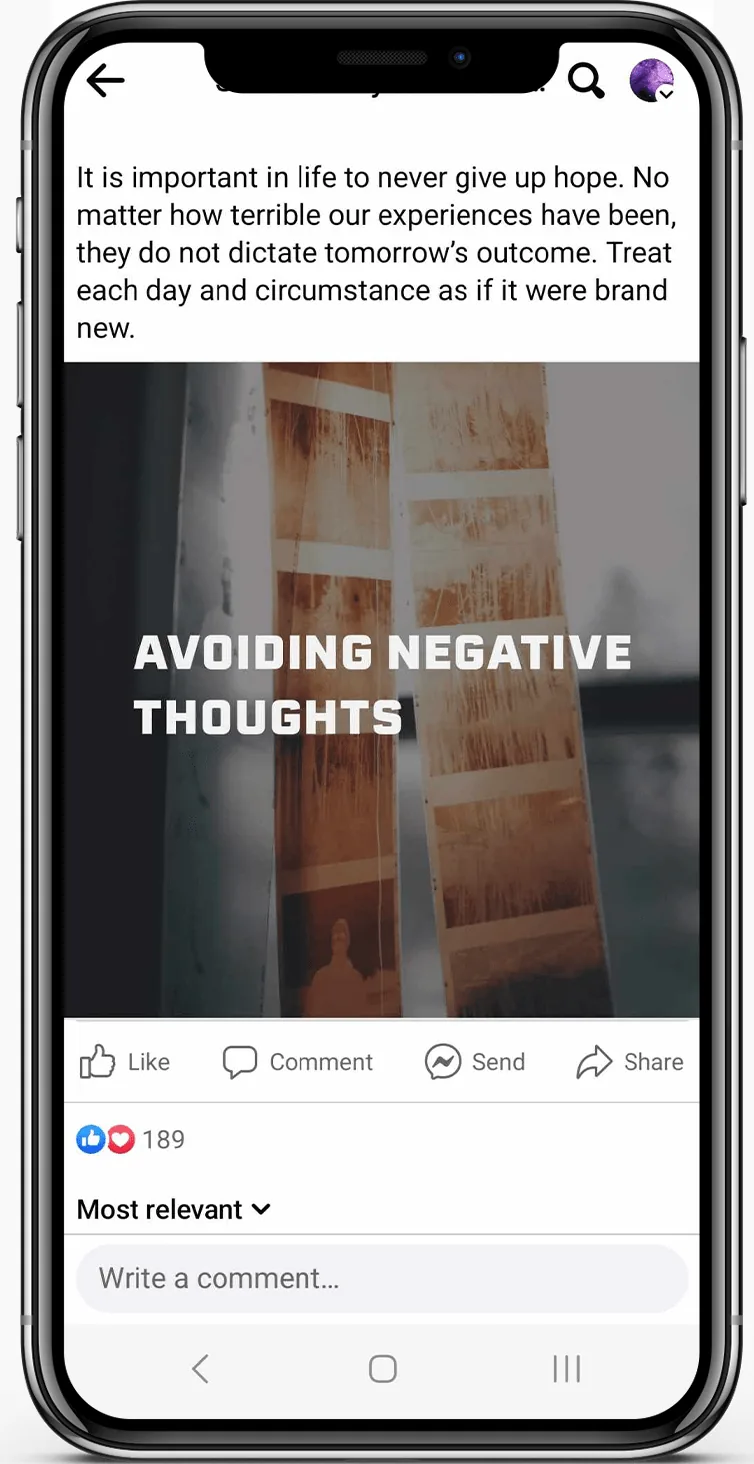 It is important in life to never give up hope. No
matter how terrible our experiences have been,
they do not dictate tomorrow’s outcome. Treat
each day and circumstance as if it were brand
new.
AVOIDING NEGATIVE
THOUGHTS
Like Comment Send Share
189
Most relevant
Write a comment...